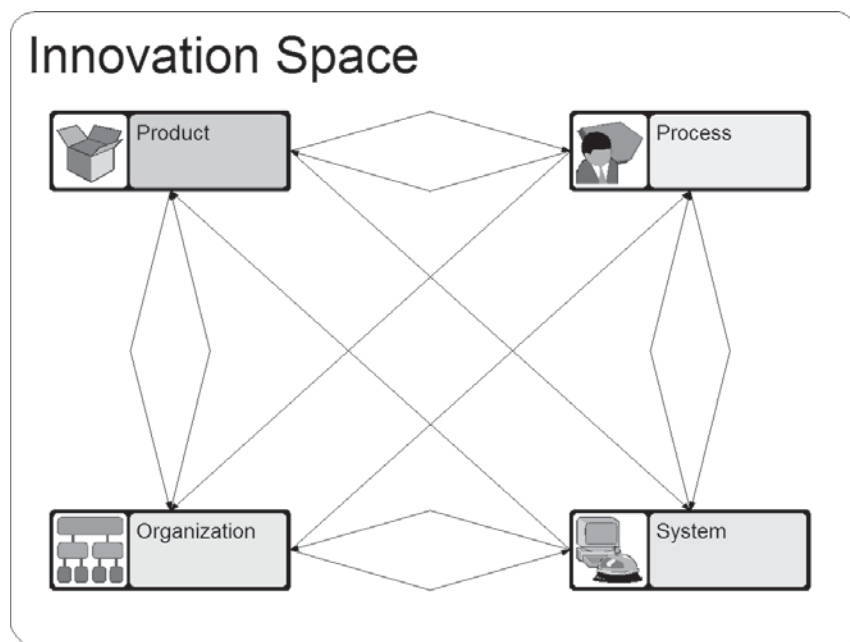 Innovation Space
Product
Process
Organization
System